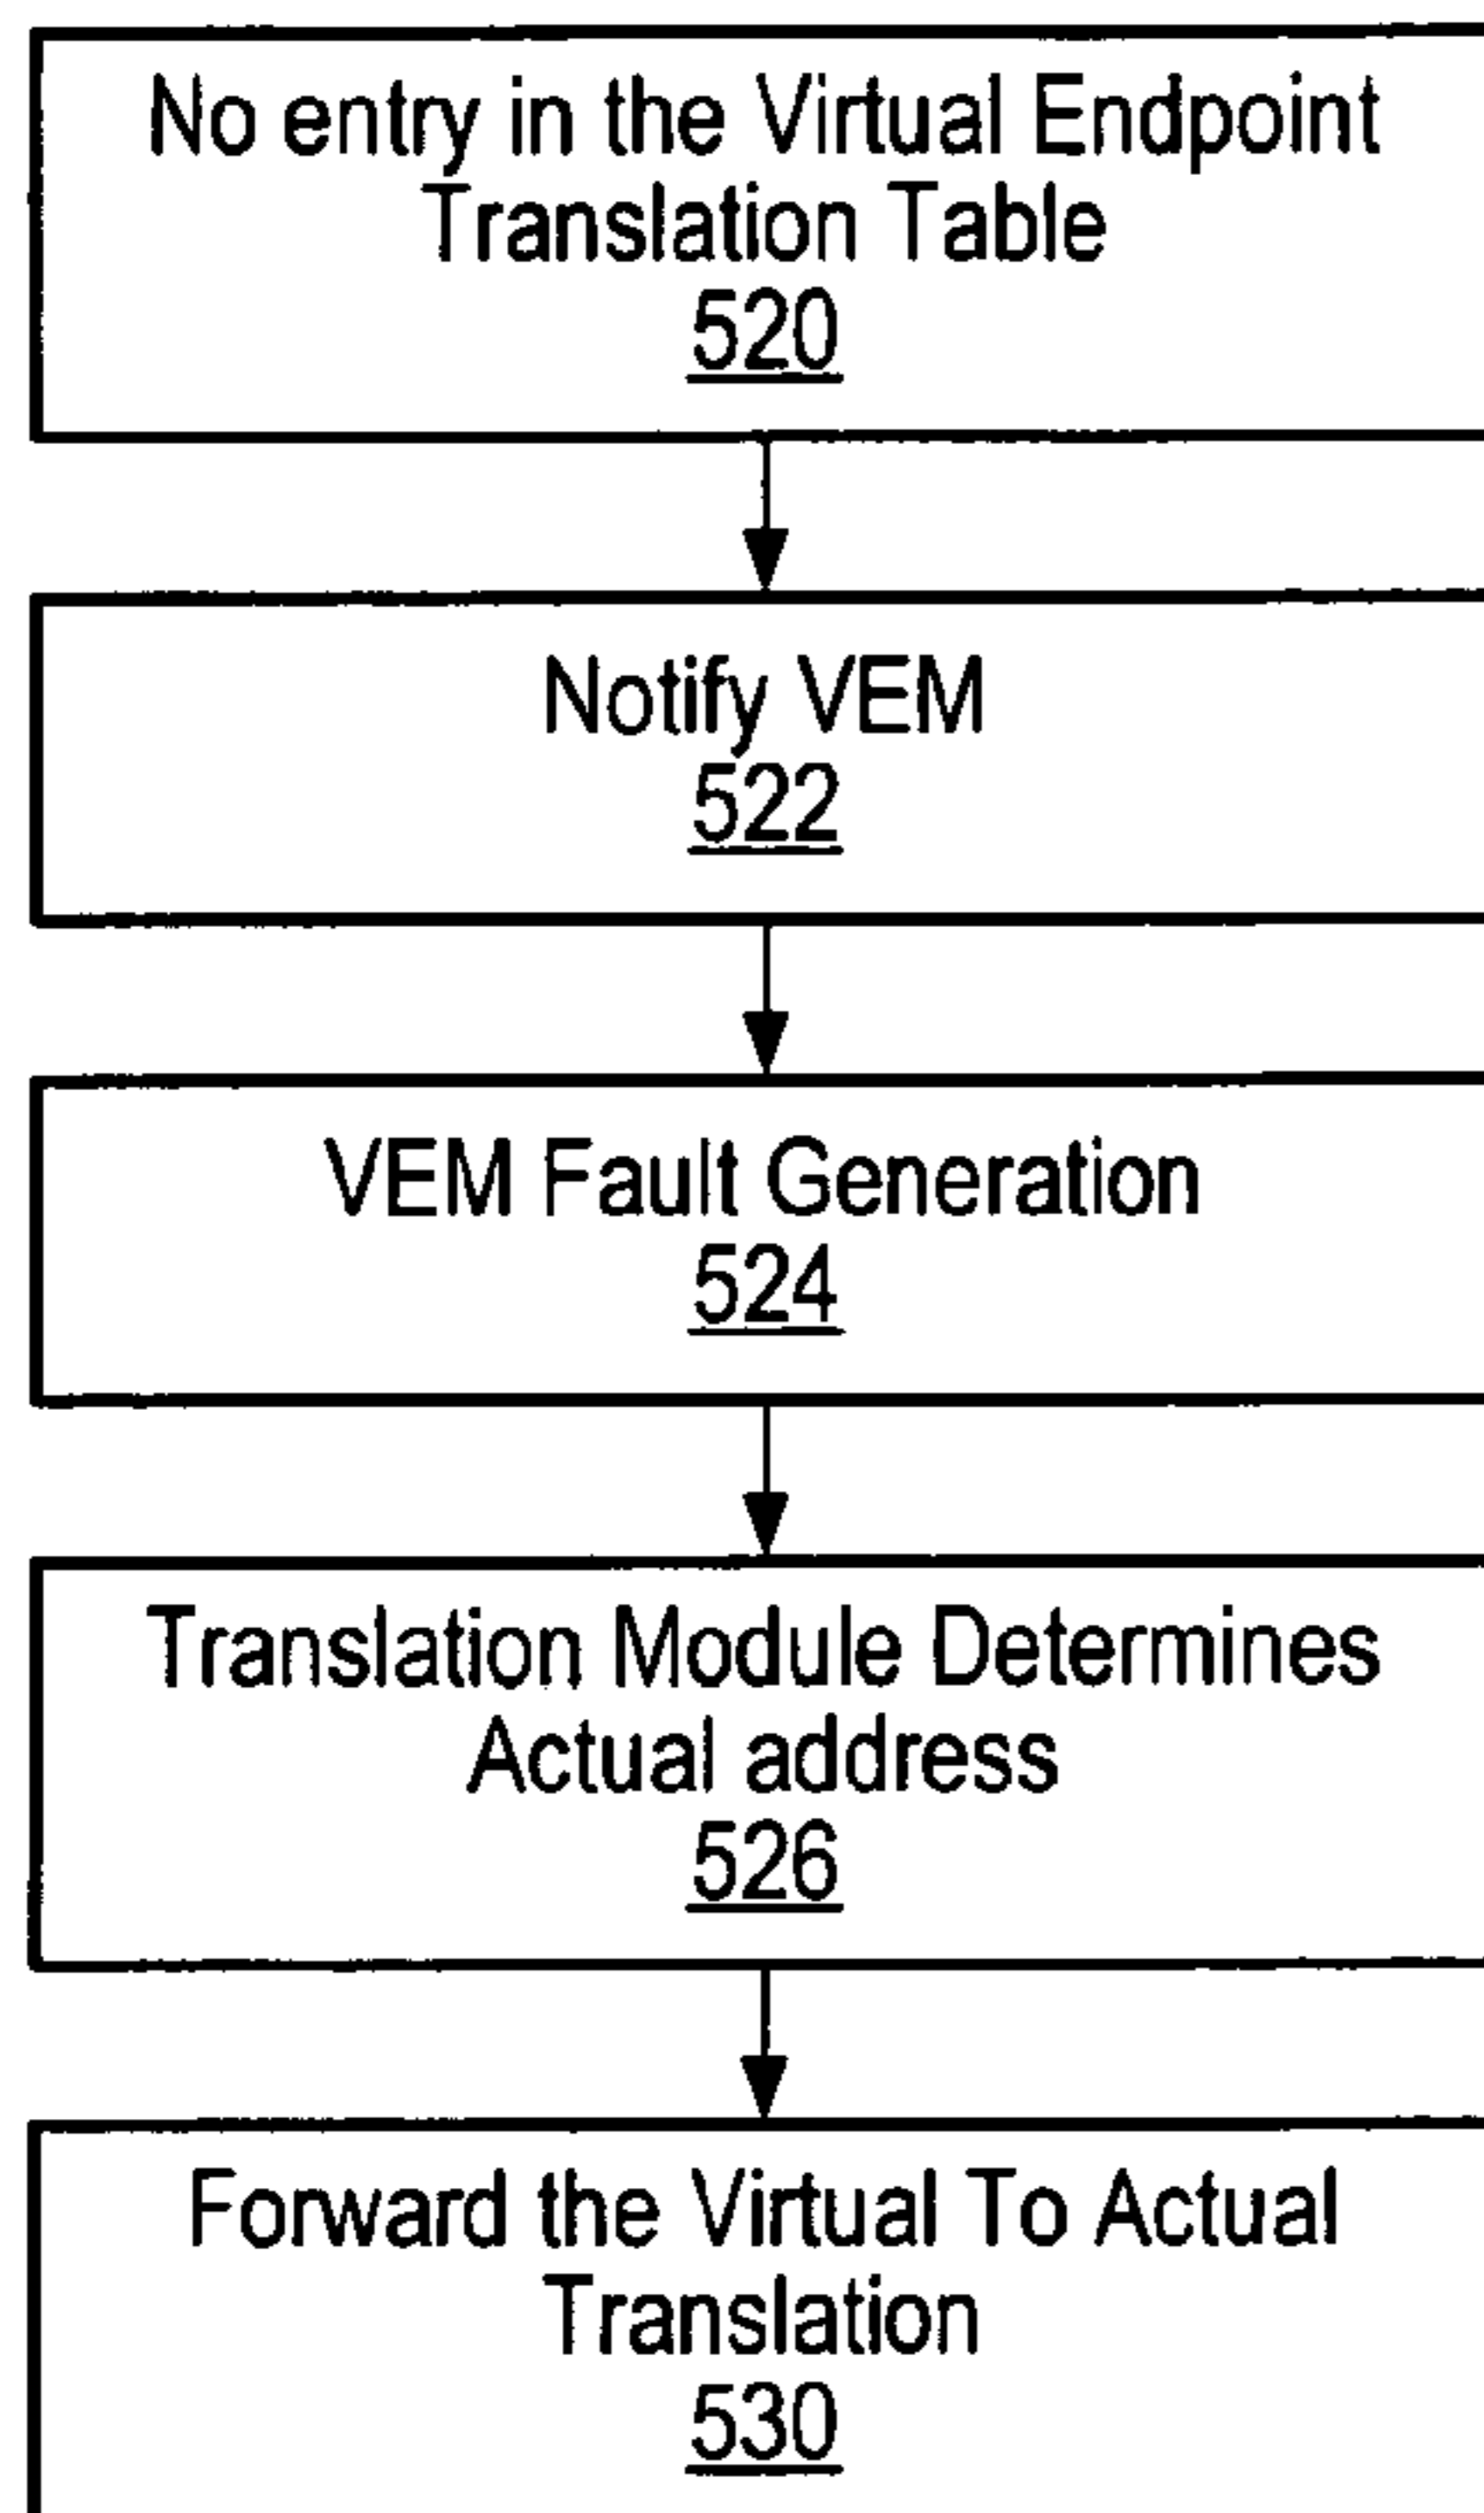 No entry in the Virtual Endpoint
Translation Table
520
Notify VEM
522
VEM Fault Generation
524
Translation Module Determines
Actual address
526
Forward the Virtual To Actual
Translation
530